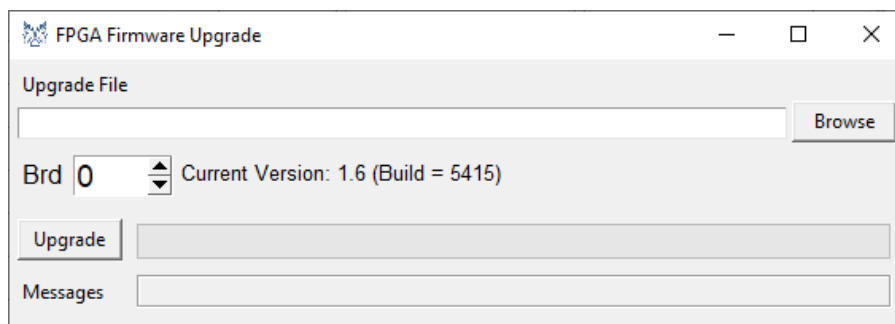 FPGA Firmware Upgrade
Upgrade File
Browse
Brd 0 Current Version: 1.6 (Build = 5415)
Upgrade
Messages